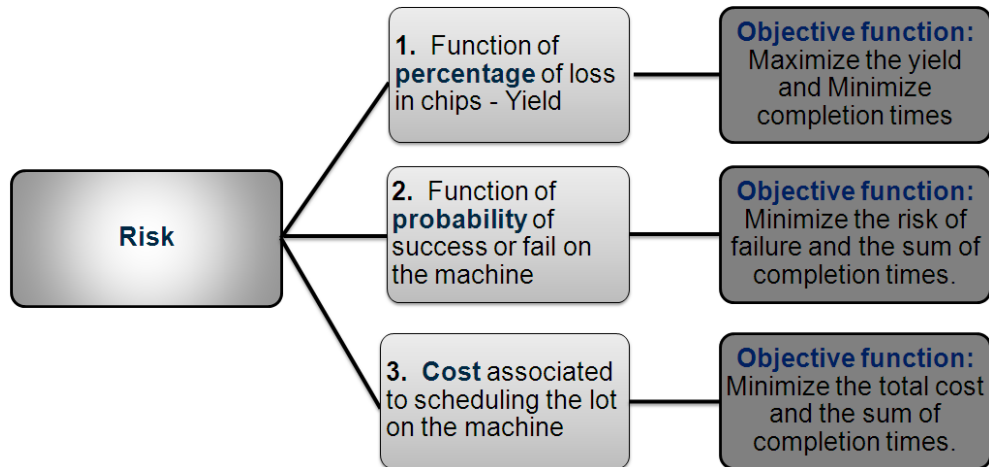 Risk
1. Function of
percentage of loss
in chips - Yield
Objective function:
Maximize the yield
and Minimize
completion times
2. Function of
probability of
success or fail on
the machine
Objective function:
Minimize the risk of
failure and the sum of
completion times.
3. Cost associated
to scheduling the lot
on the machine
Objective function:
Minimize the total cost
and the sum of
completion times.